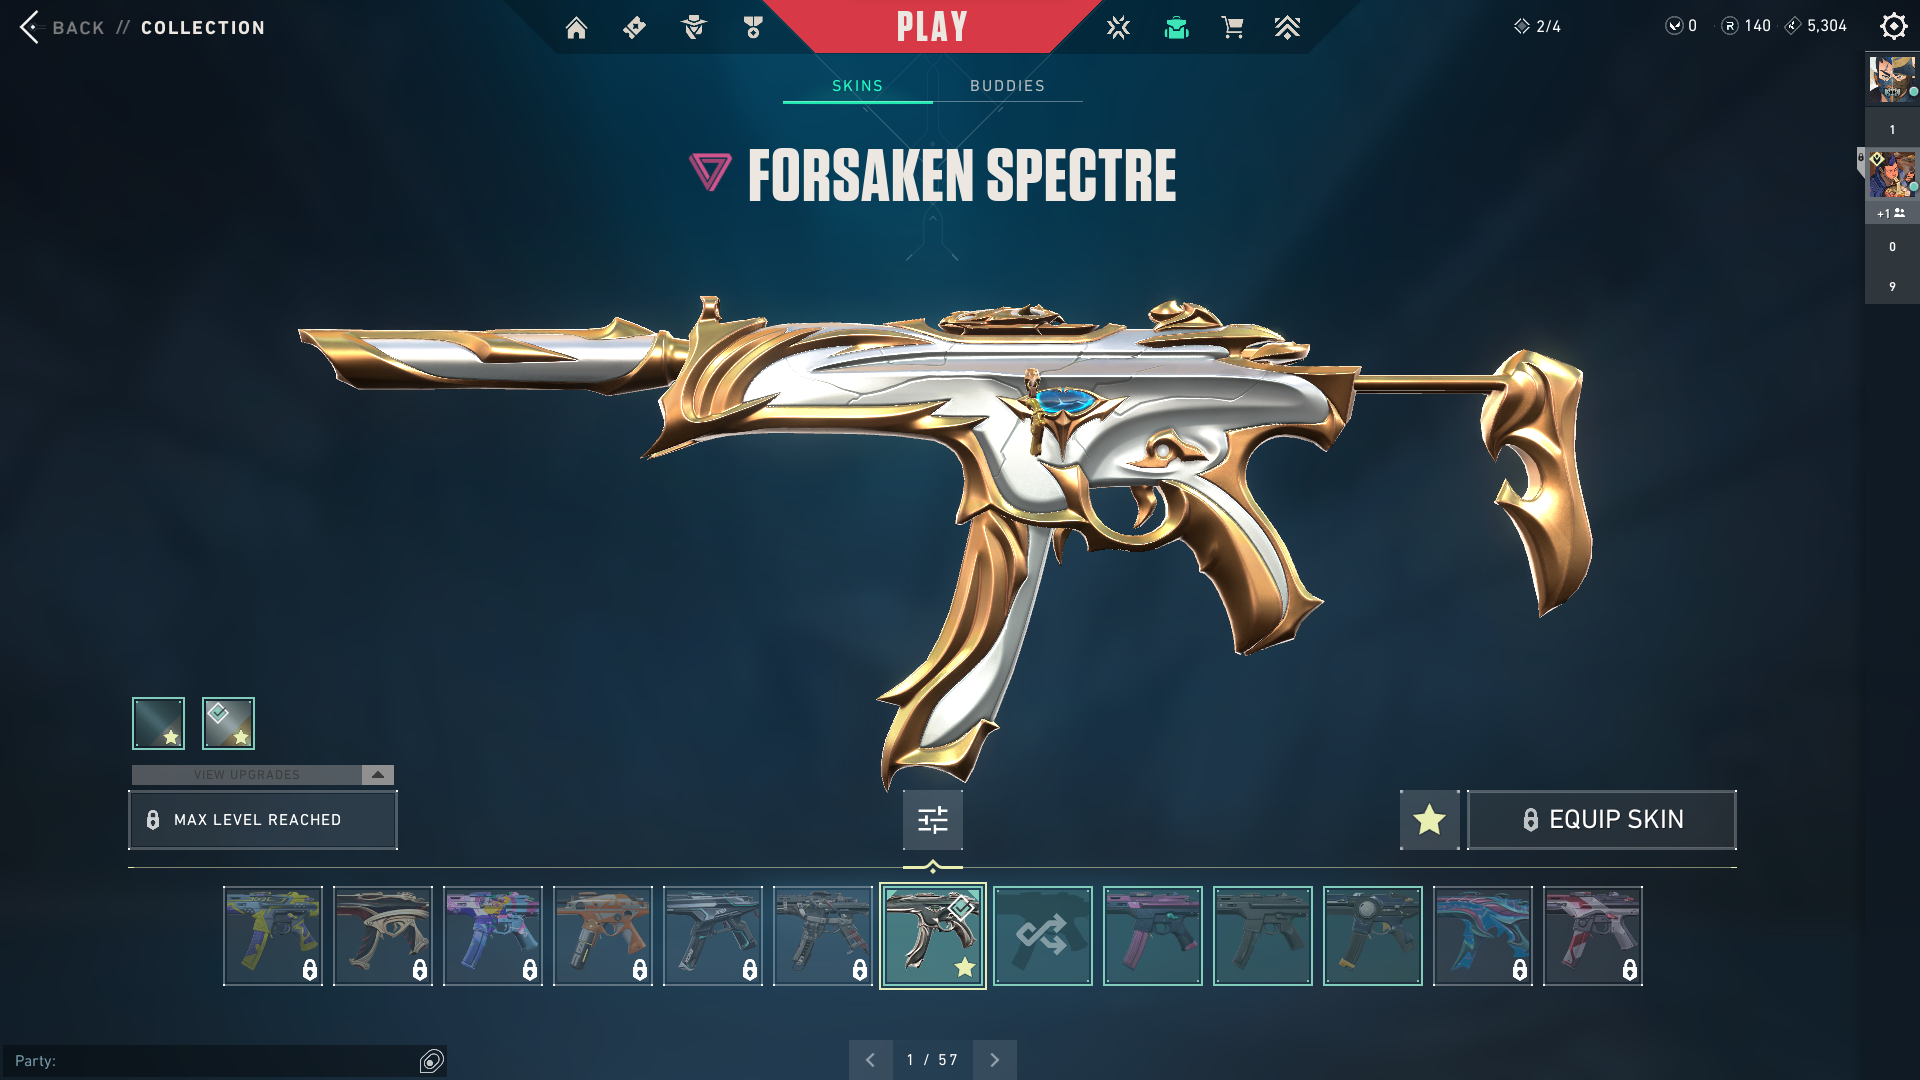 BACK // COLLECTION
PLAY
2/4
0
140
5,304
SKINS
BUDDIES
FORSAKEN SPECTRE
1
+1
0
9
VIEW UPGRADES
MAX LEVEL REACHED
EQUIP SKIN
Party:
1 / 57